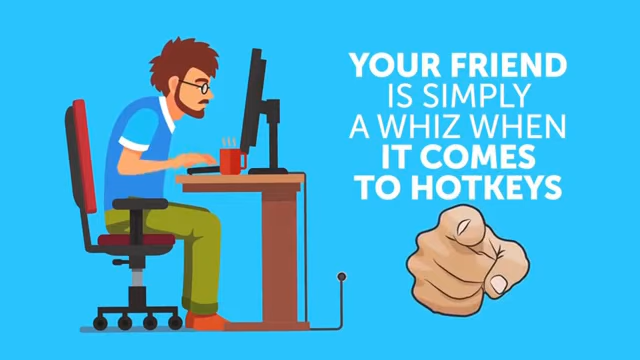 YOUR FRIEND
IS SIMPLY
A WHIZ WHEN
IT COMES
TO HOTKEYS